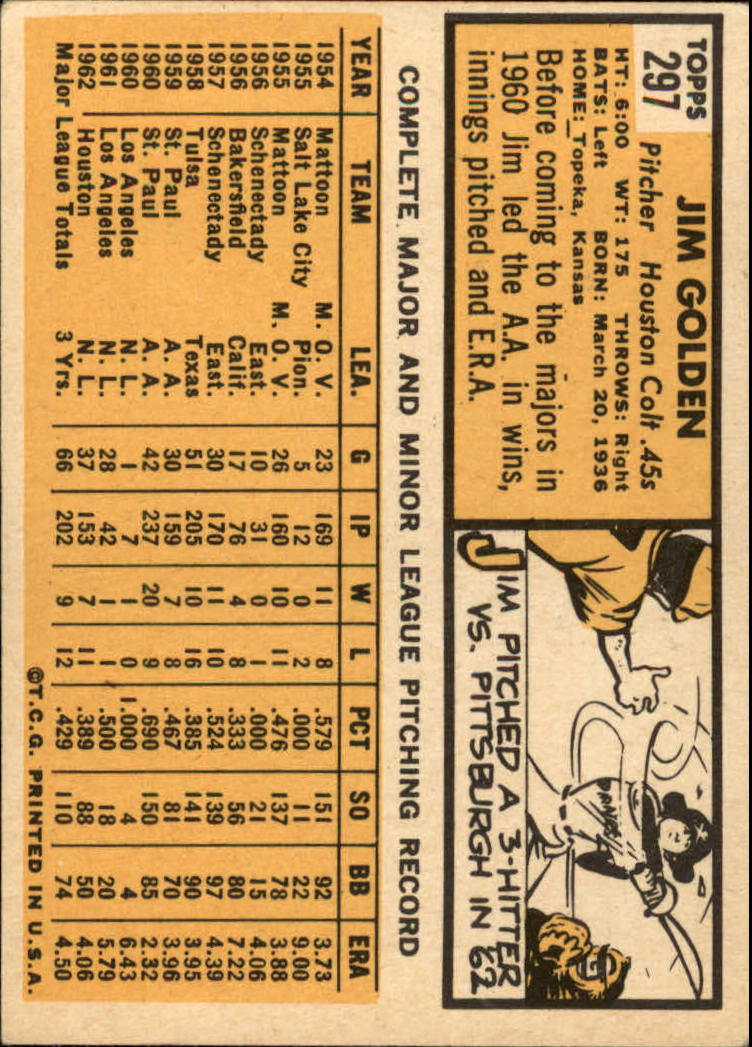 TOPPS
297
JIM GOLDEN
Pitcher Houston Colt .45s
HT: 6:00 WT: 175 THROWS: Right
BATS: Left BORN: March 20, 1936
HOME: Topeka, Kansas
Before coming to the majors in
1960 Jim led the A.A. in wins,
innings pitched and E.R.A.
JIM PITCHED A 3-HITTER
VS. PITTSBURGH IN '62
COMPLETE MAJOR AND MINOR LEAGUE PITCHING RECORD
YEAR TEAM LEA. G IP W L PCT SO BB ERA
1954 Mattoon M. O. V. 23 169 11 8 .579 151 92 3.73
1955 Salt Lake City Pion. 5 12 0 2 .000 11 22 9.00
1955 Mattoon M. O. V. 26 160 10 11 .476 137 78 3.88
1956 Schenectady East. 10 31 0 1 .000 21 15 4.06
1956 Bakersfield Calif. 17 76 4 8 .333 56 80 7.22
1957 Schenectady East. 30 170 11 10 .524 139 97 4.39
1958 Tulsa Texas 51 205 10 16 .385 141 90 3.95
1959 St. Paul A. A. 30 159 7 8 .467 81 70 3.96
1960 St. Paul A. A. 42 237 20 9 .690 150 85 2.32
1960 Los Angeles N. L. 1 7 1 0 1.000 4 4 6.43
1961 Los Angeles N. L. 28 42 1 1 .500 18 20 5.79
1962 Houston N. L. 37 153 7 11 .389 88 50 4.06
Major League Totals 3 Yrs. 66 202 9 12 .429 110 74 4.50
©T.C.G. PRINTED IN U.S.A.